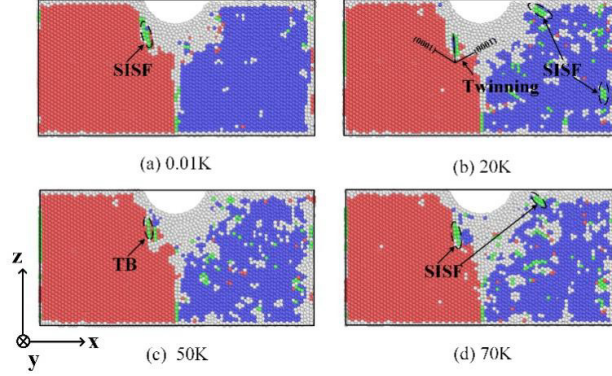 SISF
(a) 0.01K
(0001)
(0001)
SISF
Twinning
(b) 20K
TB
(c) 50K
SISF
(d) 70K
z
y
x